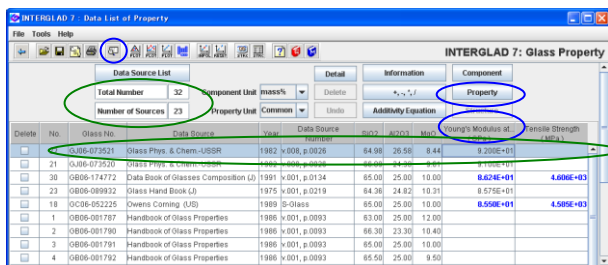 INTERGLAD 7 : Data List of Property
File Tools Help
INTERGLAD 7: Glass Property
Data Source List Detail Information Component
Total Number 32 Component Unit mass% Delete +, -, *, / Property
Number of Sources 23 Property Unit Common Undo Additivity Equation
Delete No. Glass No. Data Source Year Data Source Number SiO2 Al2O3 MgO Young's Modulus at... (GPa) Tensile Strength (MPa)
GJ06-073521 Glass Phys. & Chem.-USSR 1982 v.008, p.0026 64.98 26.58 8.44 9.200E+01
21 GJ06-073520 Glass Phys. & Chem.-USSR 1982 v.008, p.0026
30 GB06-174772 Data Book of Glasses Composition (J) 1991 v.001, p.0134 65.00 25.00 10.00 8.624E+01 4.606E+03
23 GB06-089932 Glass Hand Book (J) 1975 v.001, p.0219 64.36 24.82 10.31 8.575E+01
18 GC06-052225 Owens Corning (US) 1989 S-Glass 65.00 25.00 10.00 8.550E+01 4.585E+03
1 GB06-001787 Handbook of Glass Properties 1986 v.001, p.0093 63.00 25.00 12.00
2 GB06-001790 Handbook of Glass Properties 1986 v.001, p.0093 66.30 23.30 10.40
3 GB06-001791 Handbook of Glass Properties 1986 v.001, p.0093 65.00 25.00 10.00
4 GB06-001792 Handbook of Glass Properties 1986 v.001, p.0093 65.50 25.00 9.50